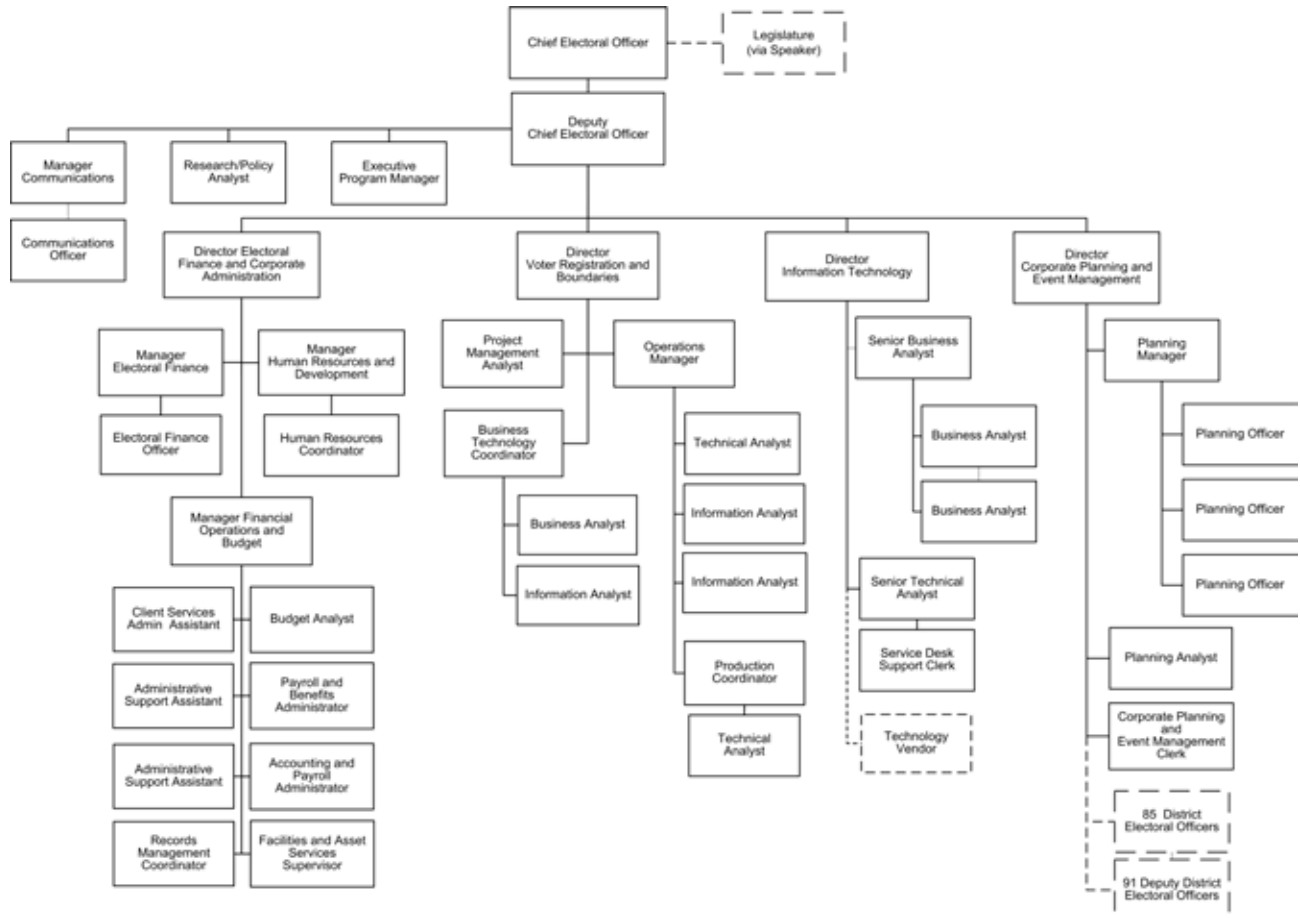 Chief Electoral Officer
Legislature
(via Speaker)
Deputy
Chief Electoral Officer
Manager
Communications
Research/Policy
Analyst
Executive
Program Manager
Communications
Officer
Director Electoral
Finance and Corporate
Administration
Director
Voter Registration and
Boundaries
Director
Information Technology
Director
Corporate Planning and
Event Management
Manager
Electoral Finance
Manager
Human Resources and
Development
Electoral Finance
Officer
Human Resources
Coordinator
Manager Financial
Operations and
Budget
Client Services
Admin Assistant
Budget Analyst
Administrative
Support Assistant
Payroll and
Benefits
Administrator
Administrative
Support Assistant
Accounting and
Payroll
Administrator
Records
Management
Coordinator
Facilities and Asset
Services
Supervisor
Project
Management
Analyst
Operations
Manager
Business
Technology
Coordinator
Business Analyst
Information Analyst
Technical Analyst
Information Analyst
Information Analyst
Production
Coordinator
Technical
Analyst
Senior Business
Analyst
Business Analyst
Business Analyst
Senior Technical
Analyst
Service Desk
Support Clerk
Technology
Vendor
Planning
Manager
Planning Officer
Planning Officer
Planning Officer
Planning Analyst
Corporate Planning
and
Event Management
Clerk
85 District
Electoral Officers
91 Deputy District
Electoral Officers